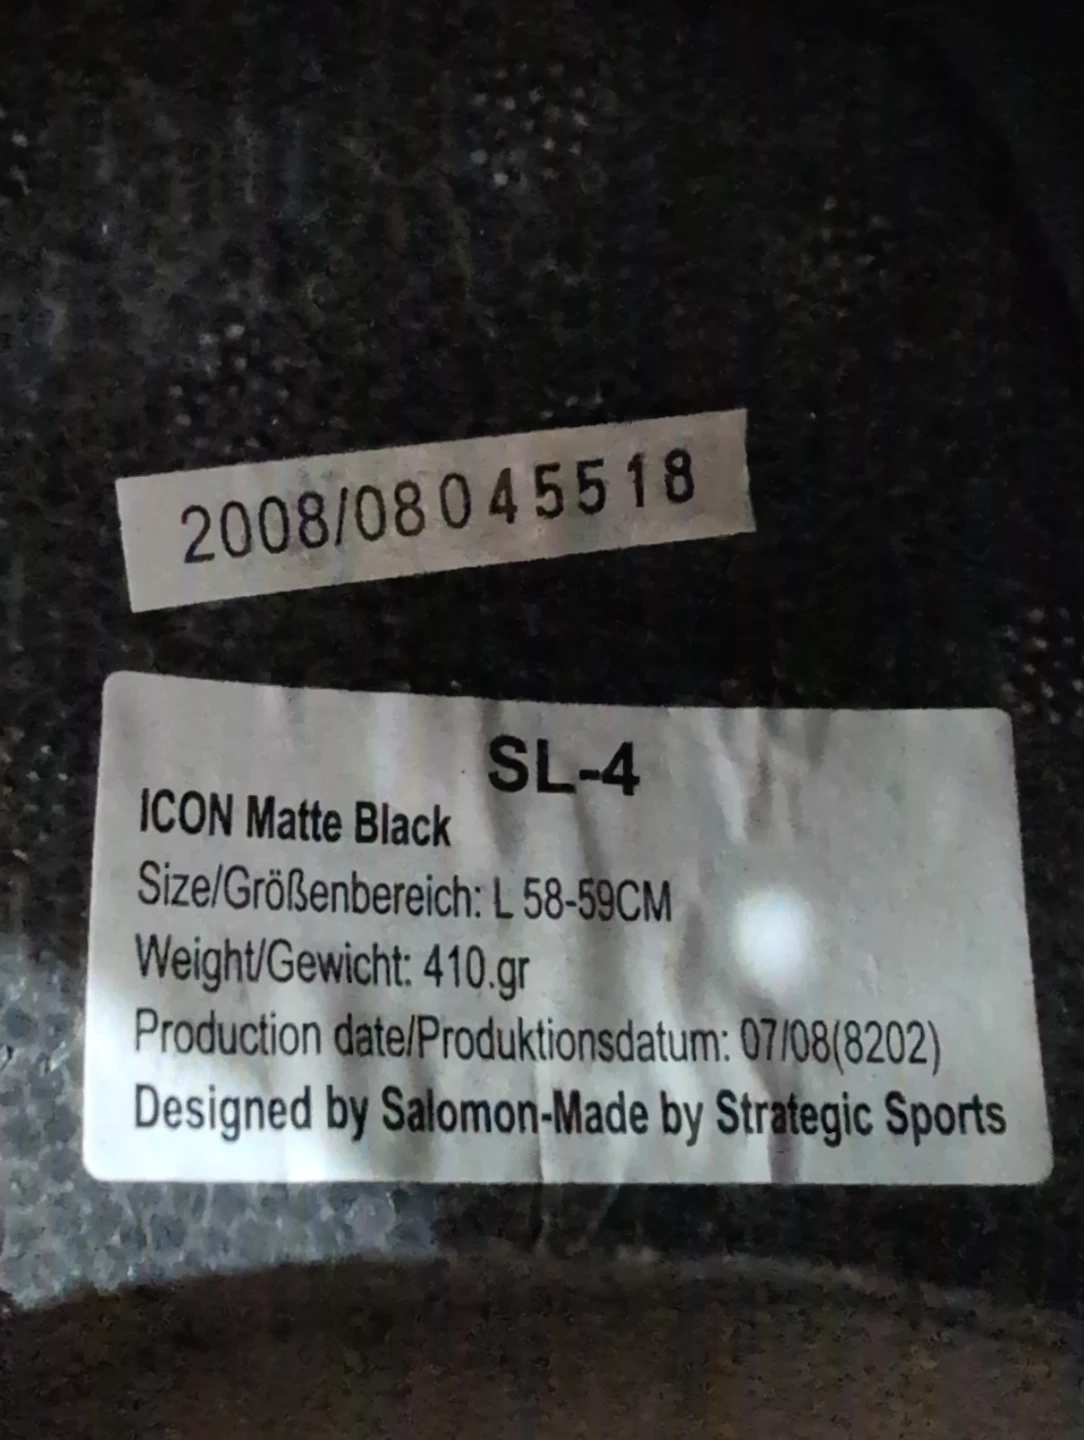 2008/08045518
SL-4
ICON Matte Black
Size/Größenbereich: L 58-59CM
Weight/Gewicht: 410.gr
Production date/Produktionsdatum: 07/08(8202)
Designed by Salomon-Made by Strategic Sports